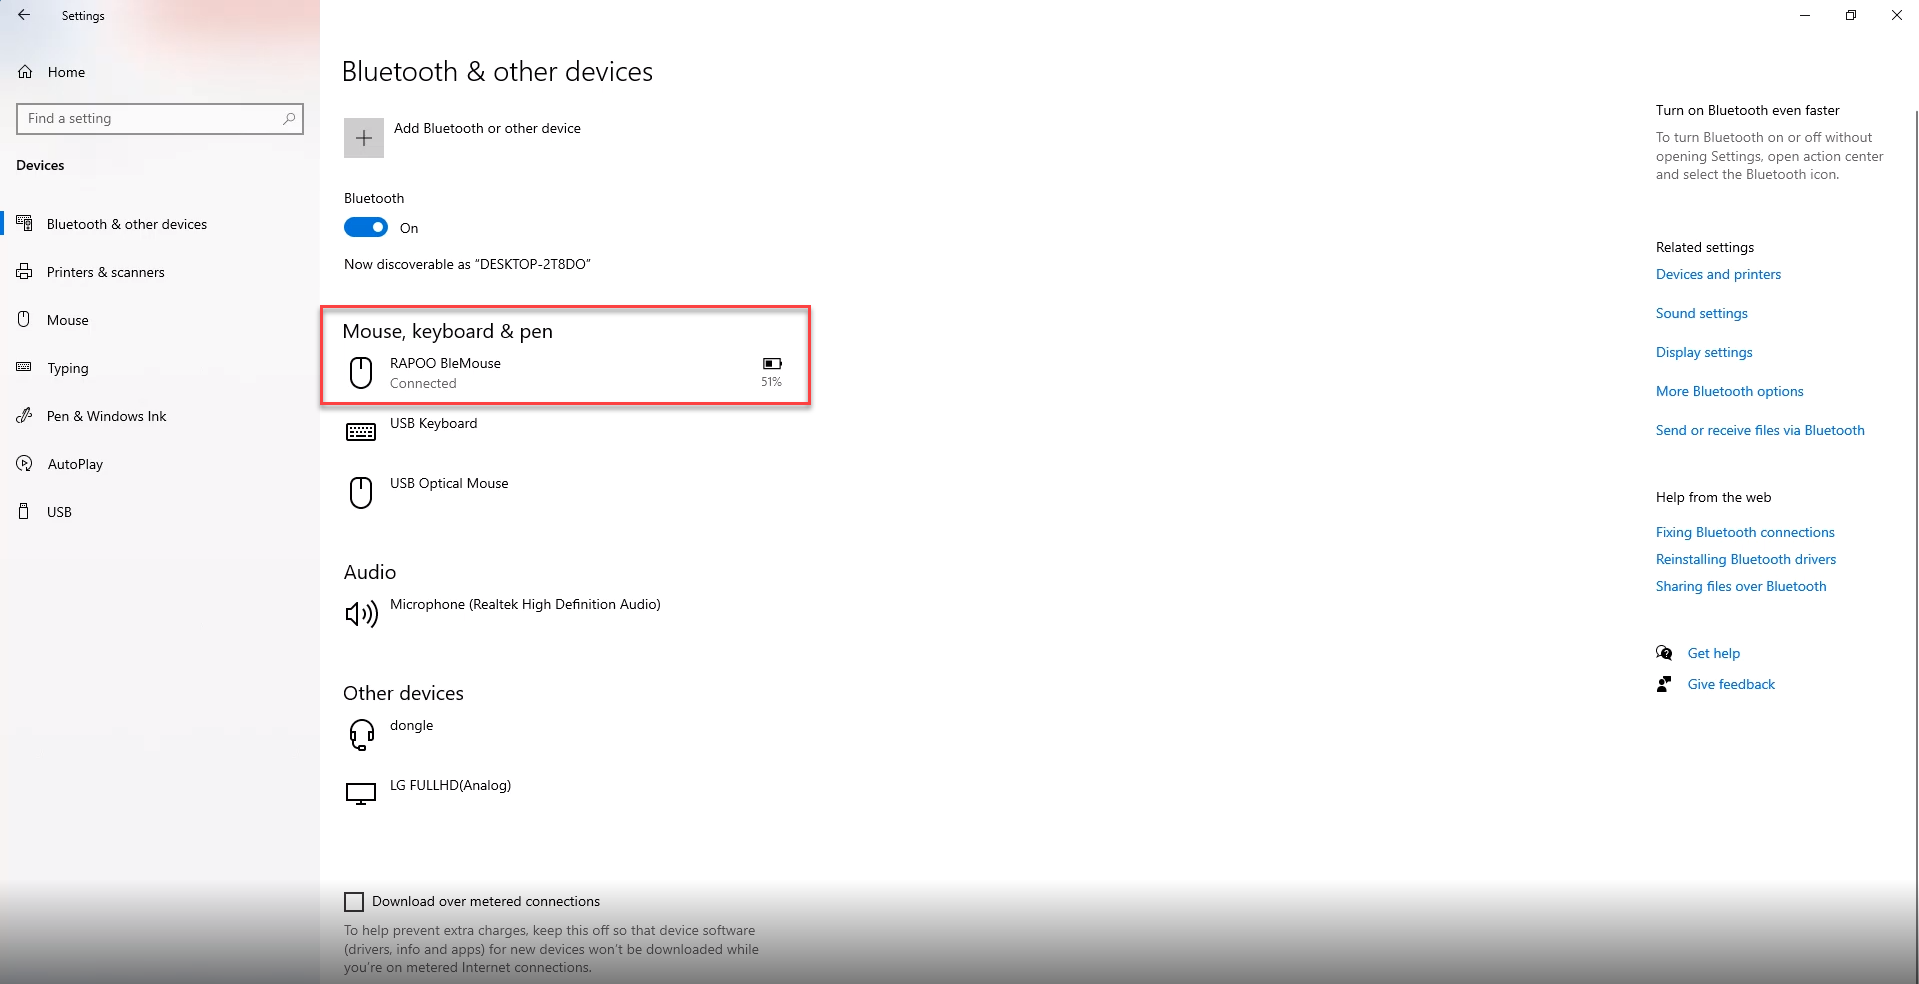 Settings
Home
Find a setting
Devices
Bluetooth & other devices
Printers & scanners
Mouse
Typing
Pen & Windows Ink
AutoPlay
USB
Bluetooth & other devices
Add Bluetooth or other device
Bluetooth
On
Now discoverable as “DESKTOP-2T8DO”
Mouse, keyboard & pen
RAPOO BleMouse
Connected
51%
USB Keyboard
USB Optical Mouse
Audio
Microphone (Realtek High Definition Audio)
Other devices
dongle
LG FULLHD(Analog)
Download over metered connections
To help prevent extra charges, keep this off so that device software
(drivers, info and apps) for new devices won’t be downloaded while
you’re on metered Internet connections.
Turn on Bluetooth even faster
To turn Bluetooth on or off without
opening Settings, open action center
and select the Bluetooth icon.
Related settings
Devices and printers
Sound settings
Display settings
More Bluetooth options
Send or receive files via Bluetooth
Help from the web
Fixing Bluetooth connections
Reinstalling Bluetooth drivers
Sharing files over Bluetooth
Get help
Give feedback